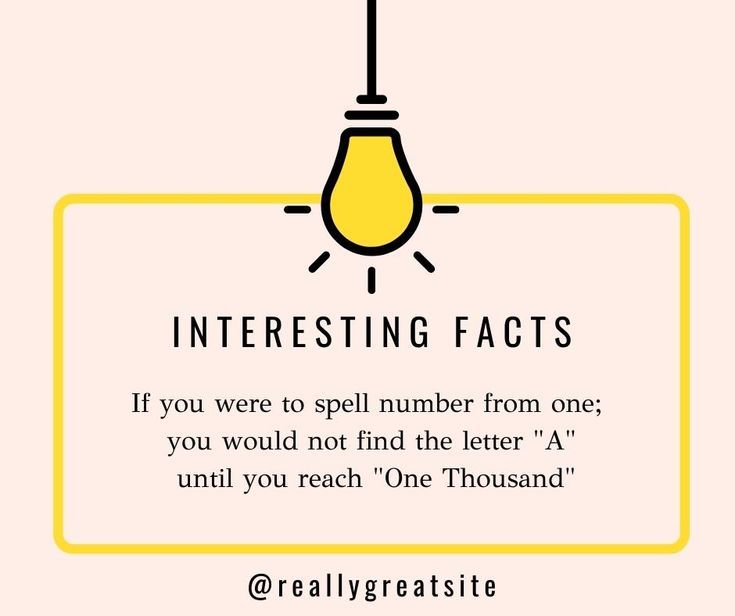 INTERESTING FACTS
If you were to spell number from one;
you would not find the letter "A"
until you reach "One Thousand"
@reallygreatsite